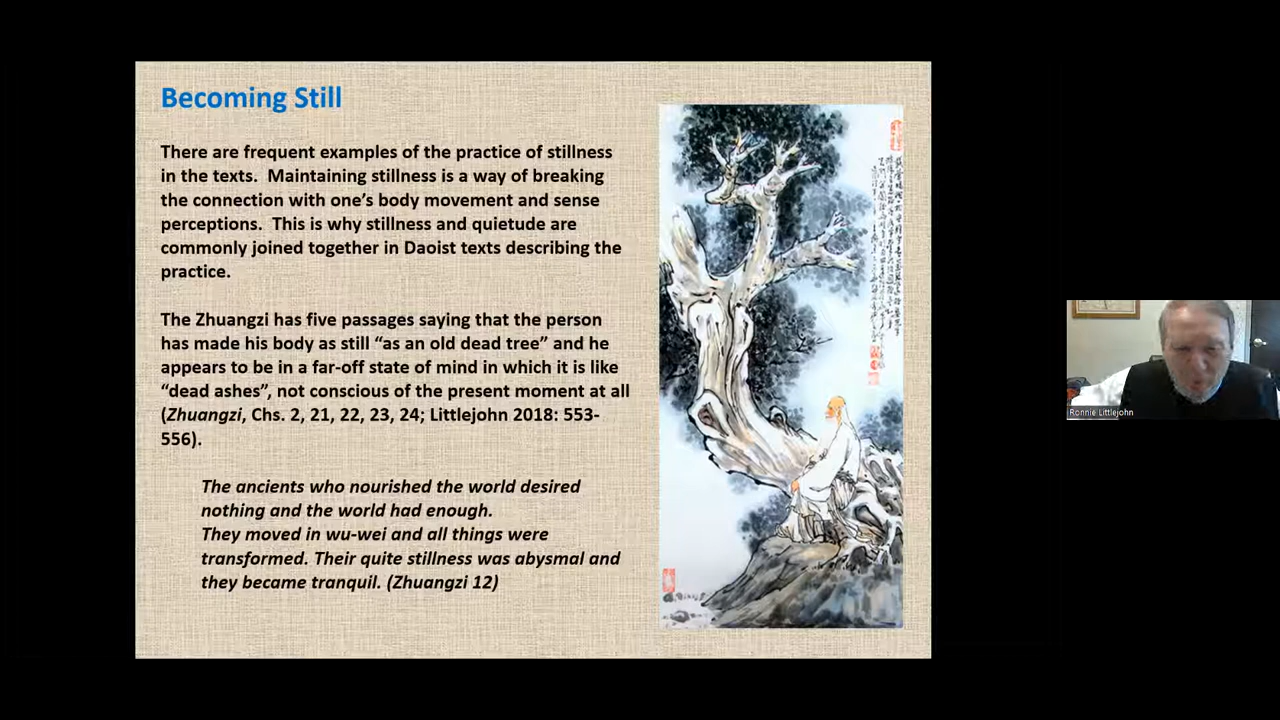 Becoming Still
There are frequent examples of the practice of stillness
in the texts. Maintaining stillness is a way of breaking
the connection with one's body movement and sense
perceptions. This is why stillness and quietude are
commonly joined together in Daoist texts describing the
practice.
The Zhuangzi has five passages saying that the person
has made his body as still “as an old dead tree” and he
appears to be in a far-off state of mind in which it is like
“dead ashes”, not conscious of the present moment at all
(Zhuangzi, Chs. 2, 21, 22, 23, 24; Littlejohn 2018: 553-
556).
The ancients who nourished the world desired
nothing and the world had enough.
They moved in wu-wei and all things were
transformed. Their quite stillness was abysmal and
they became tranquil. (Zhuangzi 12)
Ronnie Littlejohn